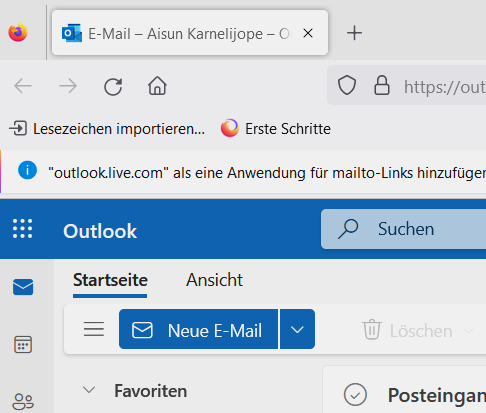 E-Mail – Aisun Karnelijope – O
https://out
Lesezeichen importieren... Erste Schritte
"outlook.live.com" als eine Anwendung für mailto-Links hinzufügen
Outlook Suchen
Startseite Ansicht
Neue E-Mail Löschen
Favoriten Posteingan